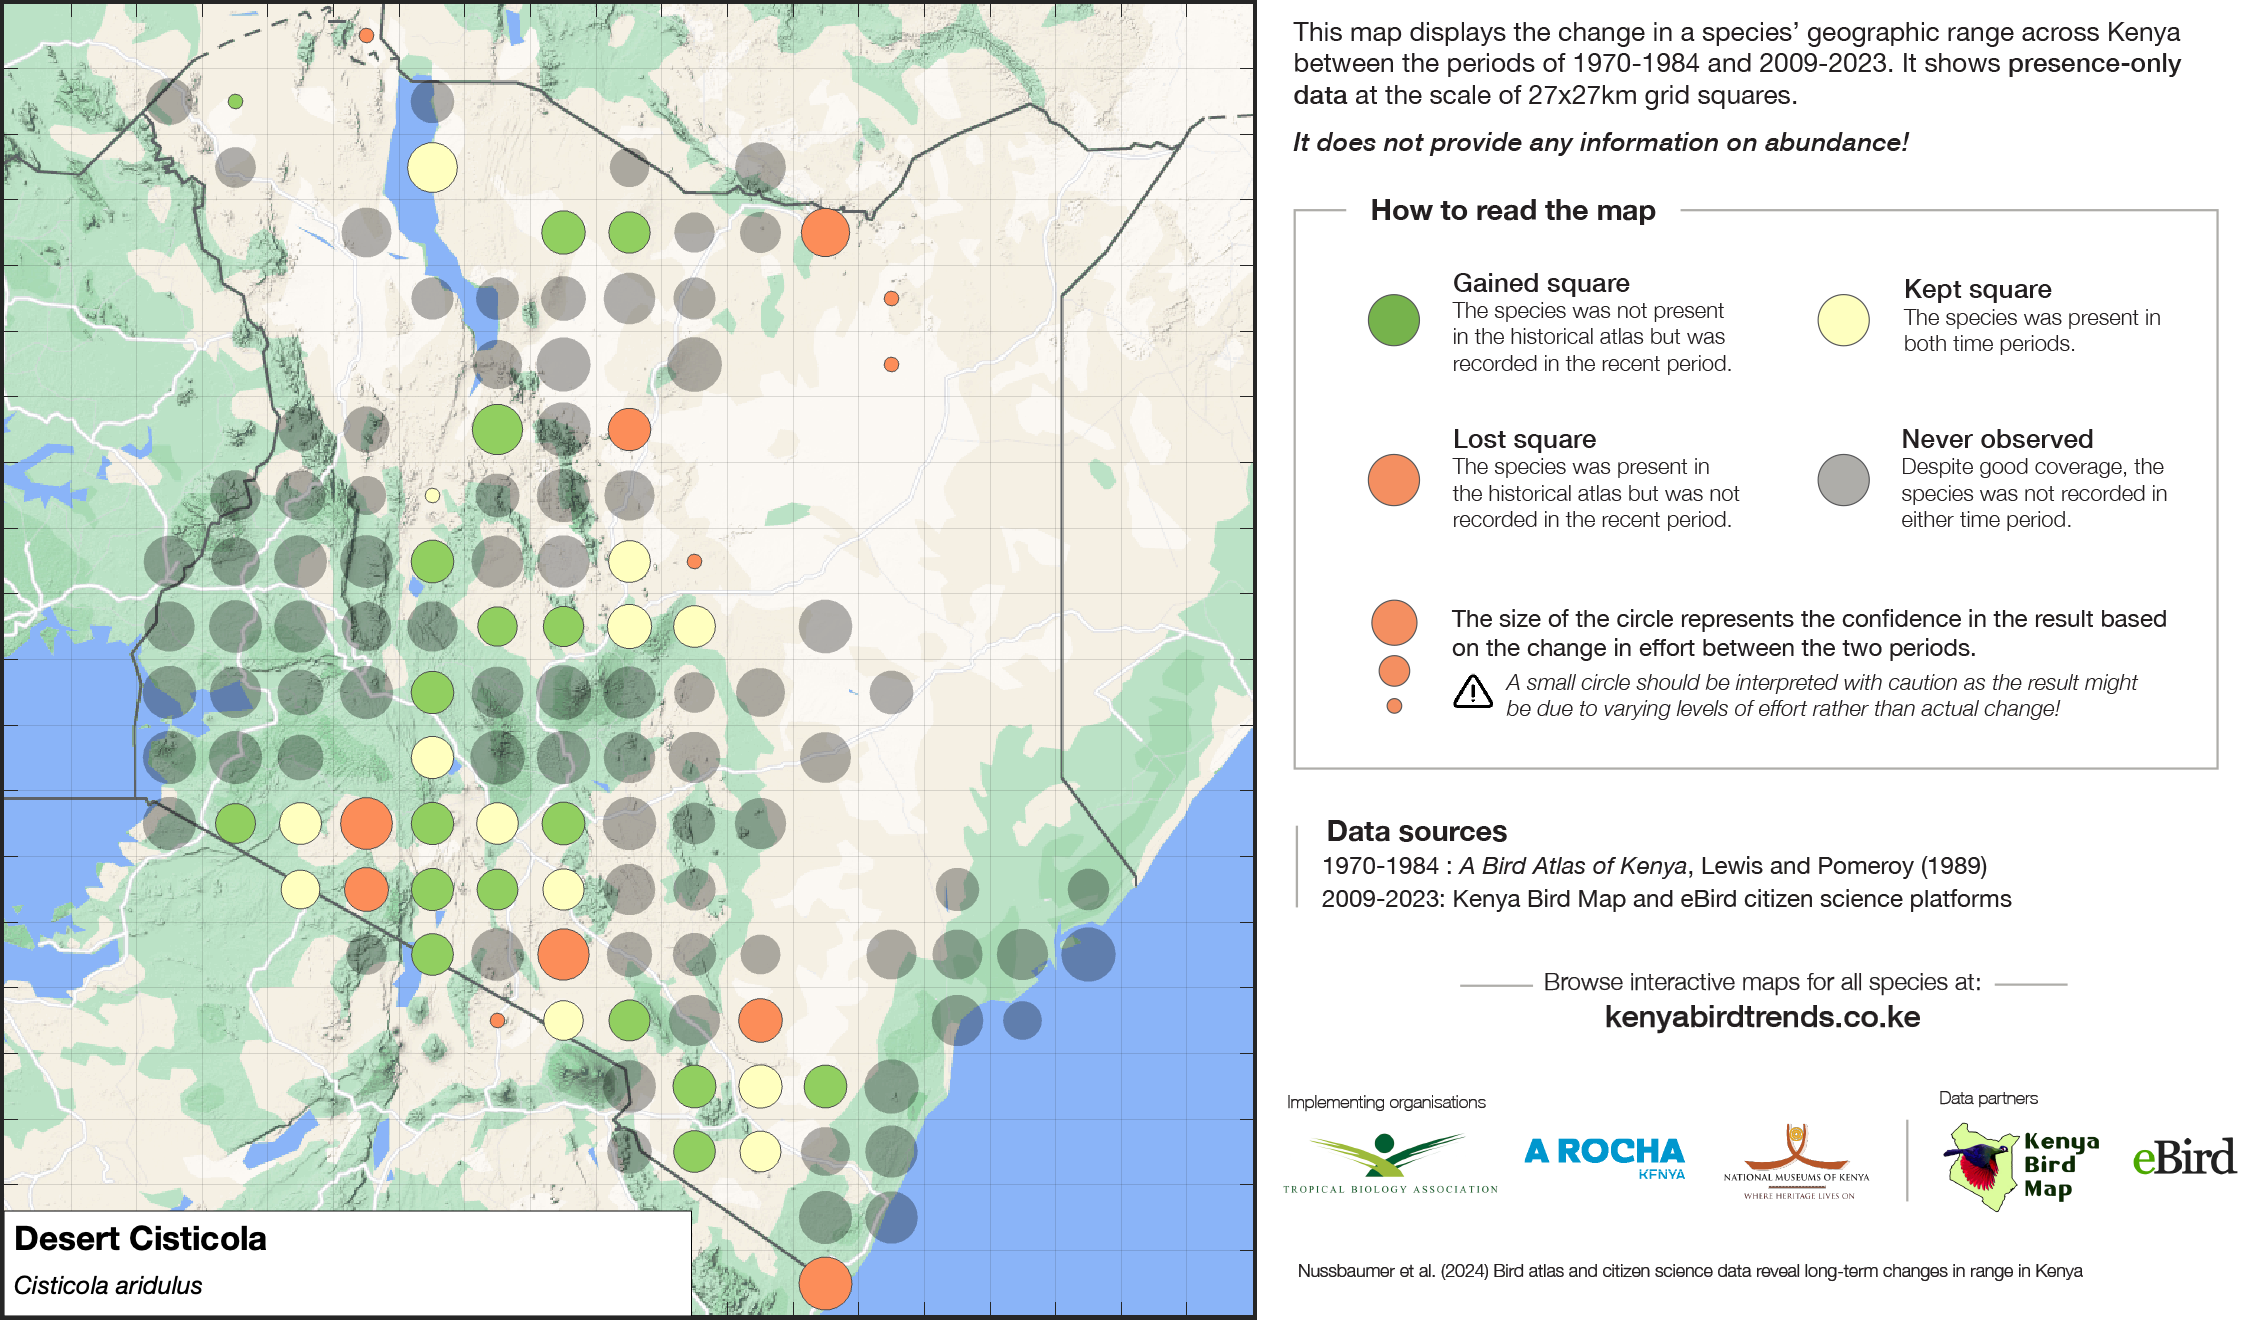 This map displays the change in a species’ geographic range across Kenya
between the periods of 1970-1984 and 2009-2023. It shows presence-only
data at the scale of 27x27km grid squares.
It does not provide any information on abundance!
How to read the map
Gained square
The species was not present
in the historical atlas but was
recorded in the recent period.
Kept square
The species was present in
both time periods.
Lost square
The species was present in
the historical atlas but was not
recorded in the recent period.
Never observed
Despite good coverage, the
species was not recorded in
either time period.
The size of the circle represents the confidence in the result based
on the change in effort between the two periods.
A small circle should be interpreted with caution as the result might
be due to varying levels of effort rather than actual change!
Data sources
1970-1984 : A Bird Atlas of Kenya, Lewis and Pomeroy (1989)
2009-2023: Kenya Bird Map and eBird citizen science platforms
Browse interactive maps for all species at:
kenyabirdtrends.co.ke
Implementing organisations
Data partners
TROPICAL BIOLOGY ASSOCIATION
A ROCHA
KENYA
NATIONAL MUSEUMS OF KENYA
WHERE HERITAGE LIVES ON
Kenya
Bird
Map
eBird
Desert Cisticola
Cisticola aridulus
Nussbaumer et al. (2024) Bird atlas and citizen science data reveal long-term changes in range in Kenya